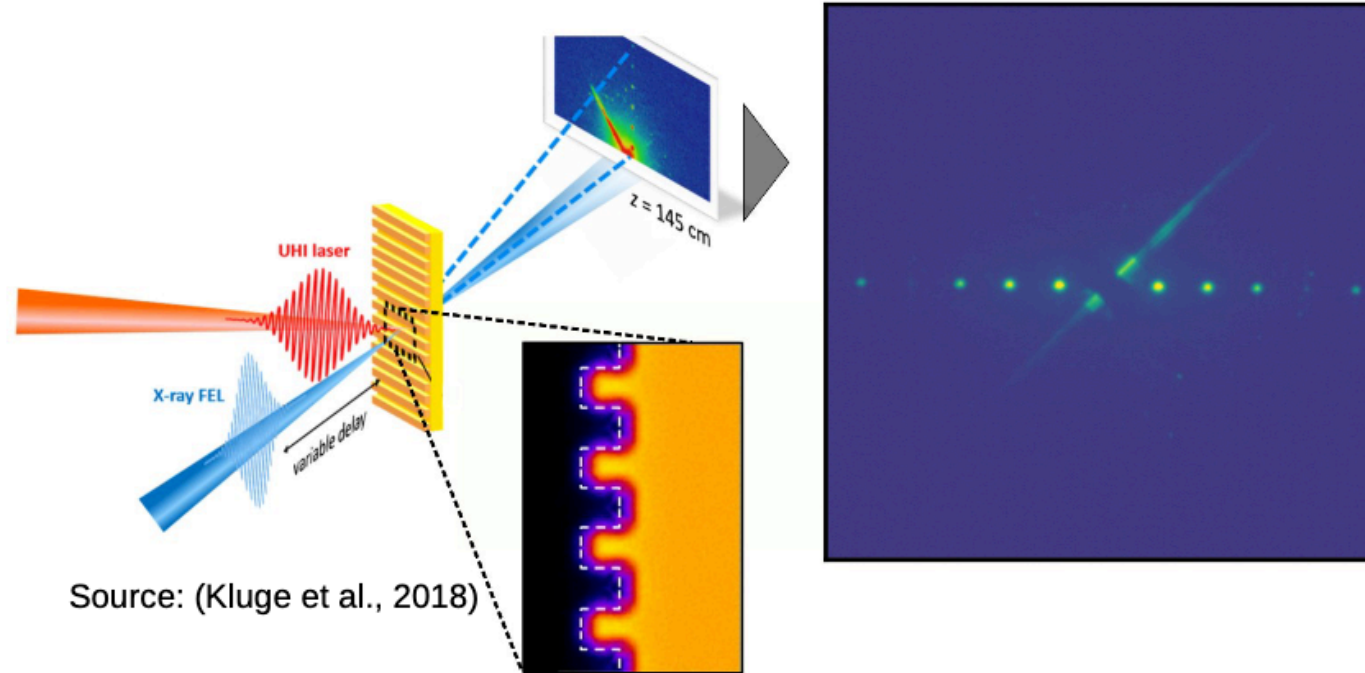 z = 145 cm
UHI laser
X-ray FEL
variable delay
Source: (Kluge et al., 2018)